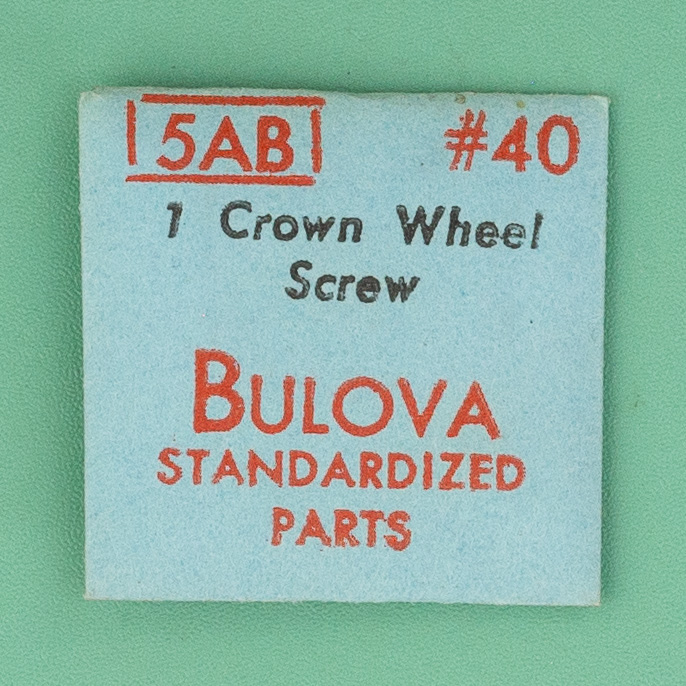 5AB #40
1 Crown Wheel
Screw
BULOVA
STANDARDIZED
PARTS